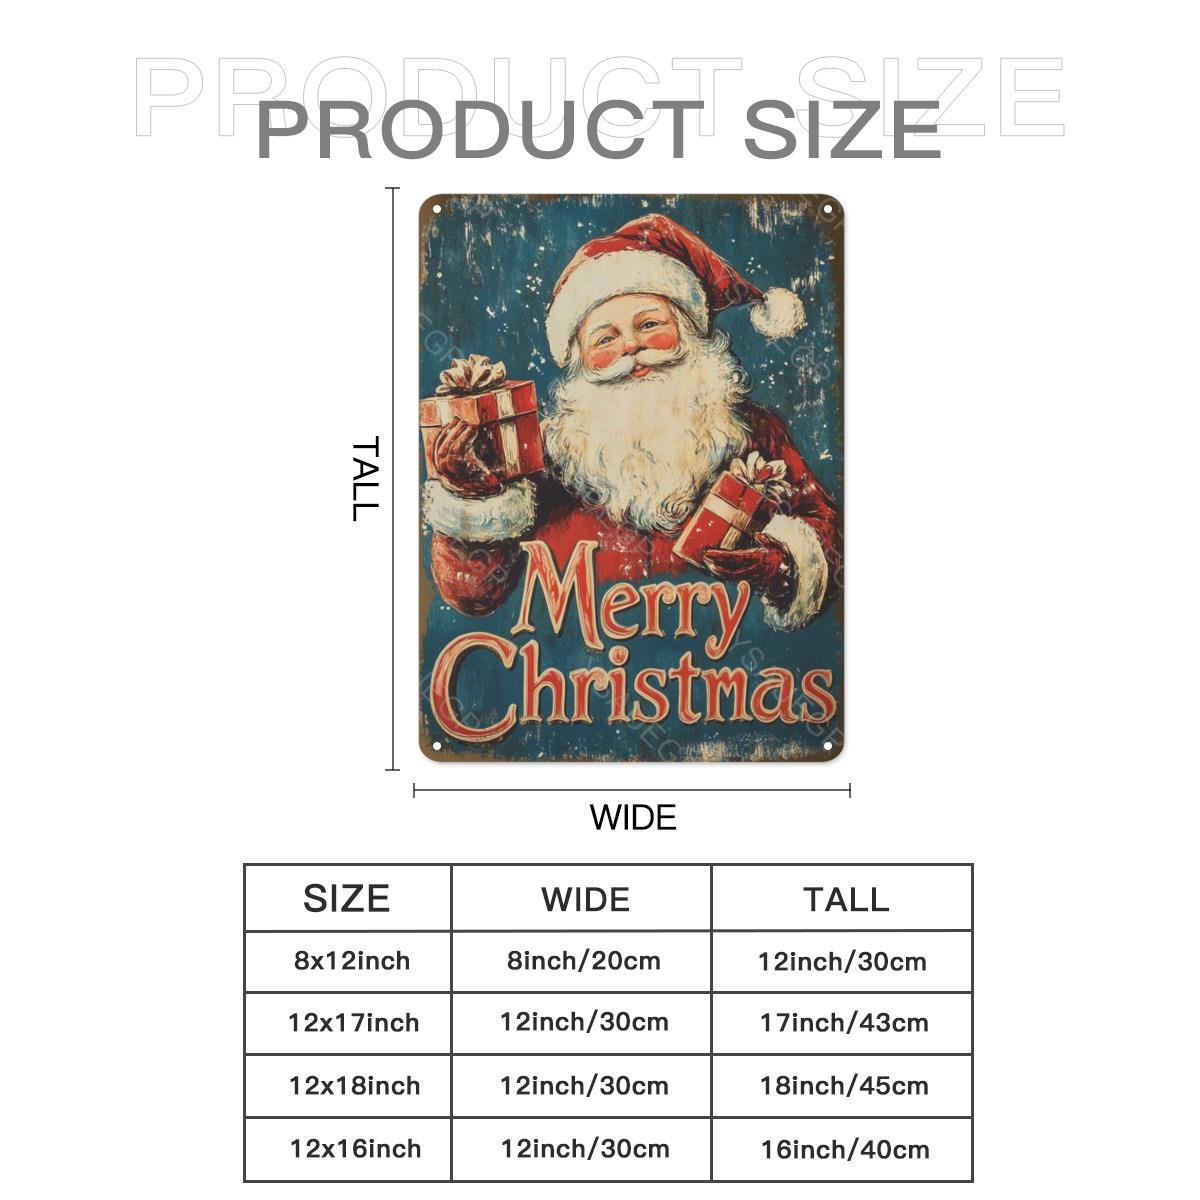 PRODUCT SIZE
PRODUCT SIZE
TALL
Merry
Christmas
WIDE
SIZE WIDE TALL
8x12inch 8inch/20cm 12inch/30cm
12x17inch 12inch/30cm 17inch/43cm
12x18inch 12inch/30cm 18inch/45cm
12x16inch 12inch/30cm 16inch/40cm